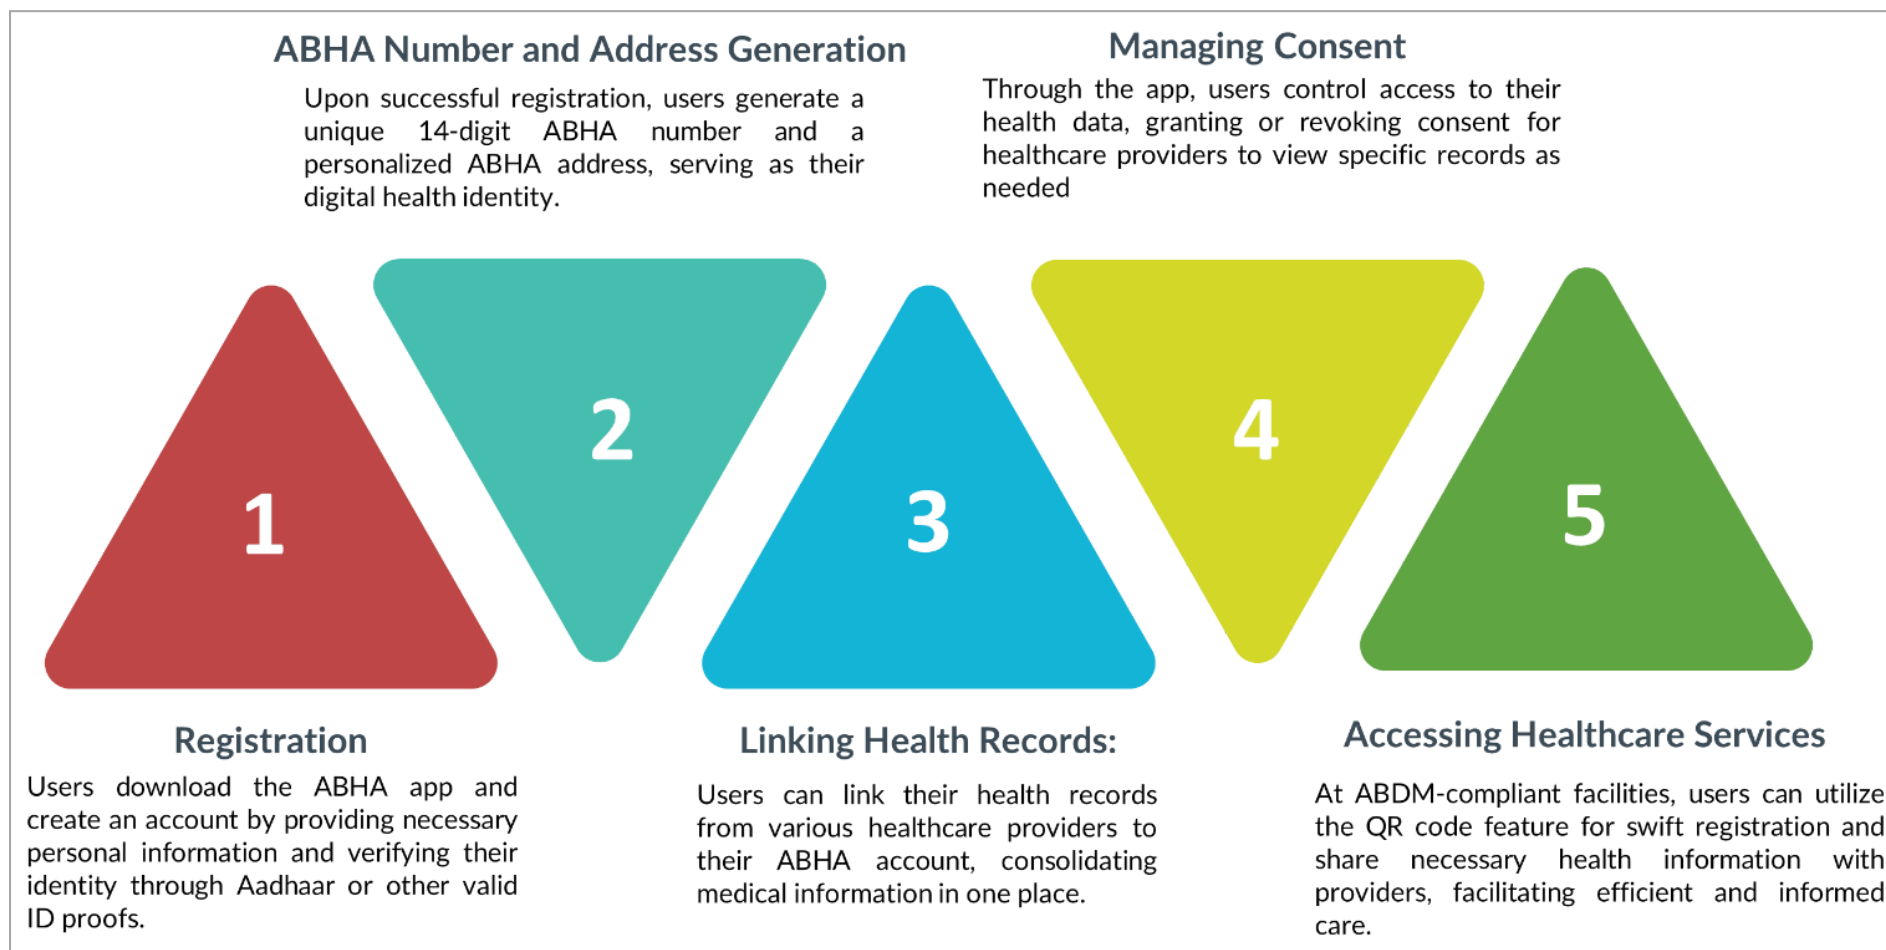 ABHA Number and Address Generation
Upon successful registration, users generate a
unique 14-digit ABHA number and a
personalized ABHA address, serving as their
digital health identity.
Managing Consent
Through the app, users control access to their
health data, granting or revoking consent for
healthcare providers to view specific records as
needed
1
2
3
4
5
Registration
Users download the ABHA app and
create an account by providing necessary
personal information and verifying their
identity through Aadhaar or other valid
ID proofs.
Linking Health Records:
Users can link their health records
from various healthcare providers to
their ABHA account, consolidating
medical information in one place.
Accessing Healthcare Services
At ABDM-compliant facilities, users can utilize
the QR code feature for swift registration and
share necessary health information with
providers, facilitating efficient and informed
care.